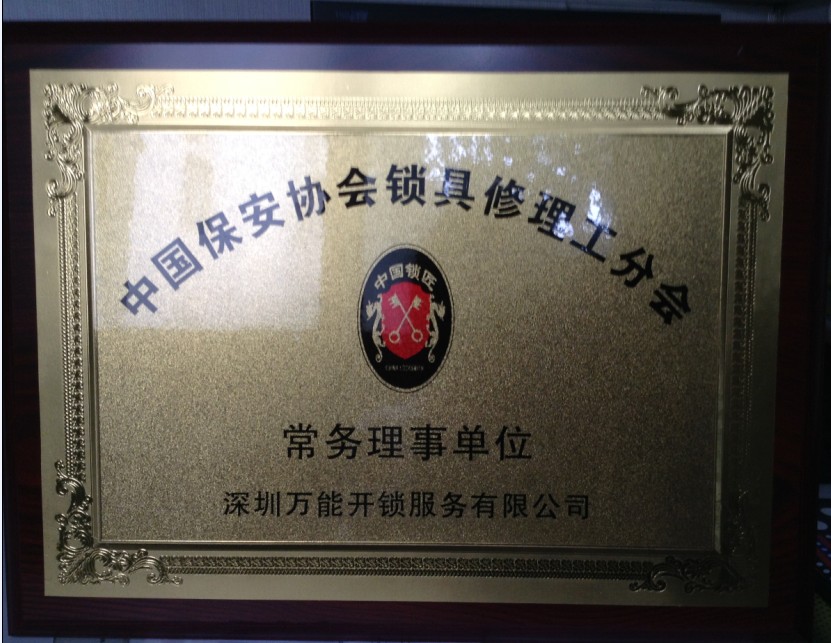 中国保安协会锁具修理工分会
中国锁匠
常务理事单位
深圳万能开锁服务有限公司